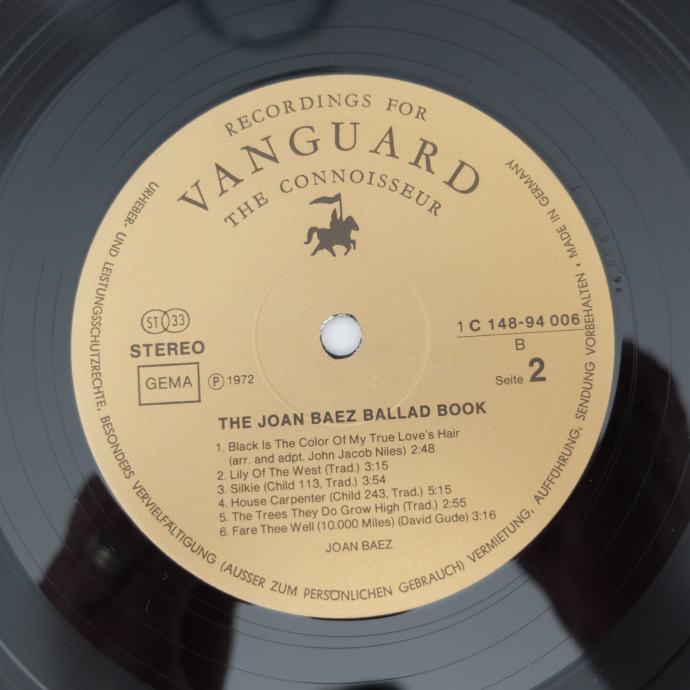 RECORDINGS FOR
VANGUARD
THE CONNOISSEUR
URHEBER- UND LEISTUNGSSCHUTZRECHTE, BESONDERS VERVIELFÄLTIGUNG (AUSSER ZUM PERSÖNLICHEN GEBRAUCH) VERMIETUNG, AUFFÜHRUNG, SENDUNG VORBEHALTEN • MADE IN GERMANY
ST 33
STEREO
GEMA
Ⓟ 1972
1 C 148-94 006
B
Seite 2
THE JOAN BAEZ BALLAD BOOK
1. Black Is The Color Of My True Love's Hair
(arr. and adpt. John Jacob Niles) 2:48
2. Lily Of The West (Trad.) 3:15
3. Silkie (Child 113, Trad.) 3:54
4. House Carpenter (Child 243, Trad.) 5:15
5. The Trees They Do Grow High (Trad.) 2:55
6. Fare Thee Well (10.000 Miles) (David Gude) 3:16
JOAN BAEZ